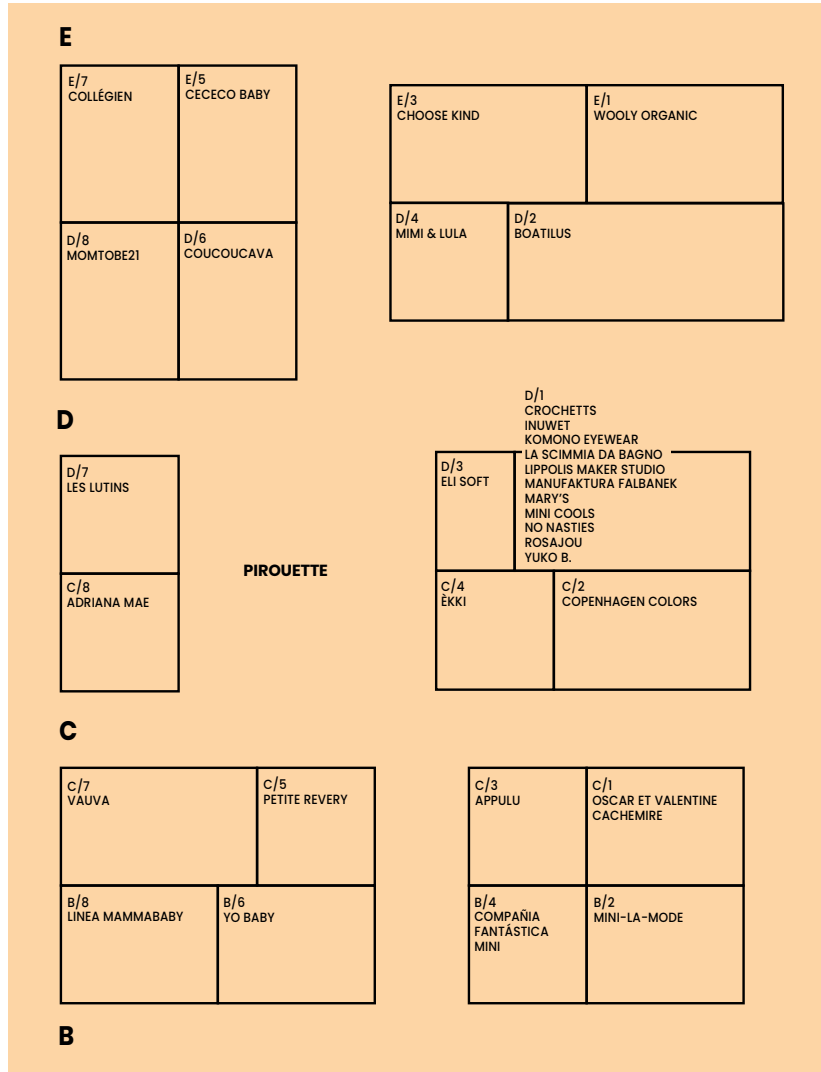 E
E/7
COLLÉGIEN
E/5
CECECO BABY
E/3
CHOOSE KIND
E/1
WOOLY ORGANIC
D/8
MOMTOBE21
D/6
COUCOUCAVA
D/4
MIMI & LULA
D/2
BOATILUS
D
D/7
LES LUTINS
D/3
ELI SOFT
D/1
CROCHETTS
INUWET
KOMONO EYEWEAR
LA SCIMMIA DA BAGNO
LIPPOLIS MAKER STUDIO
MANUFAKTURA FALBANEK
MARY'S
MINI COOLS
NO NASTIES
ROSAJOU
YUKO B.
PIROUETTE
C/8
ADRIANA MAE
C/4
ÈKKI
C/2
COPENHAGEN COLORS
C
C/7
VAUVA
C/5
PETITE REVERY
C/3
APPULU
C/1
OSCAR ET VALENTINE
CACHEMIRE
B/8
LINEA MAMMABABY
B/6
YO BABY
B/4
COMPAÑIA
FANTÁSTICA
MINI
B/2
MINI-LA-MODE
B